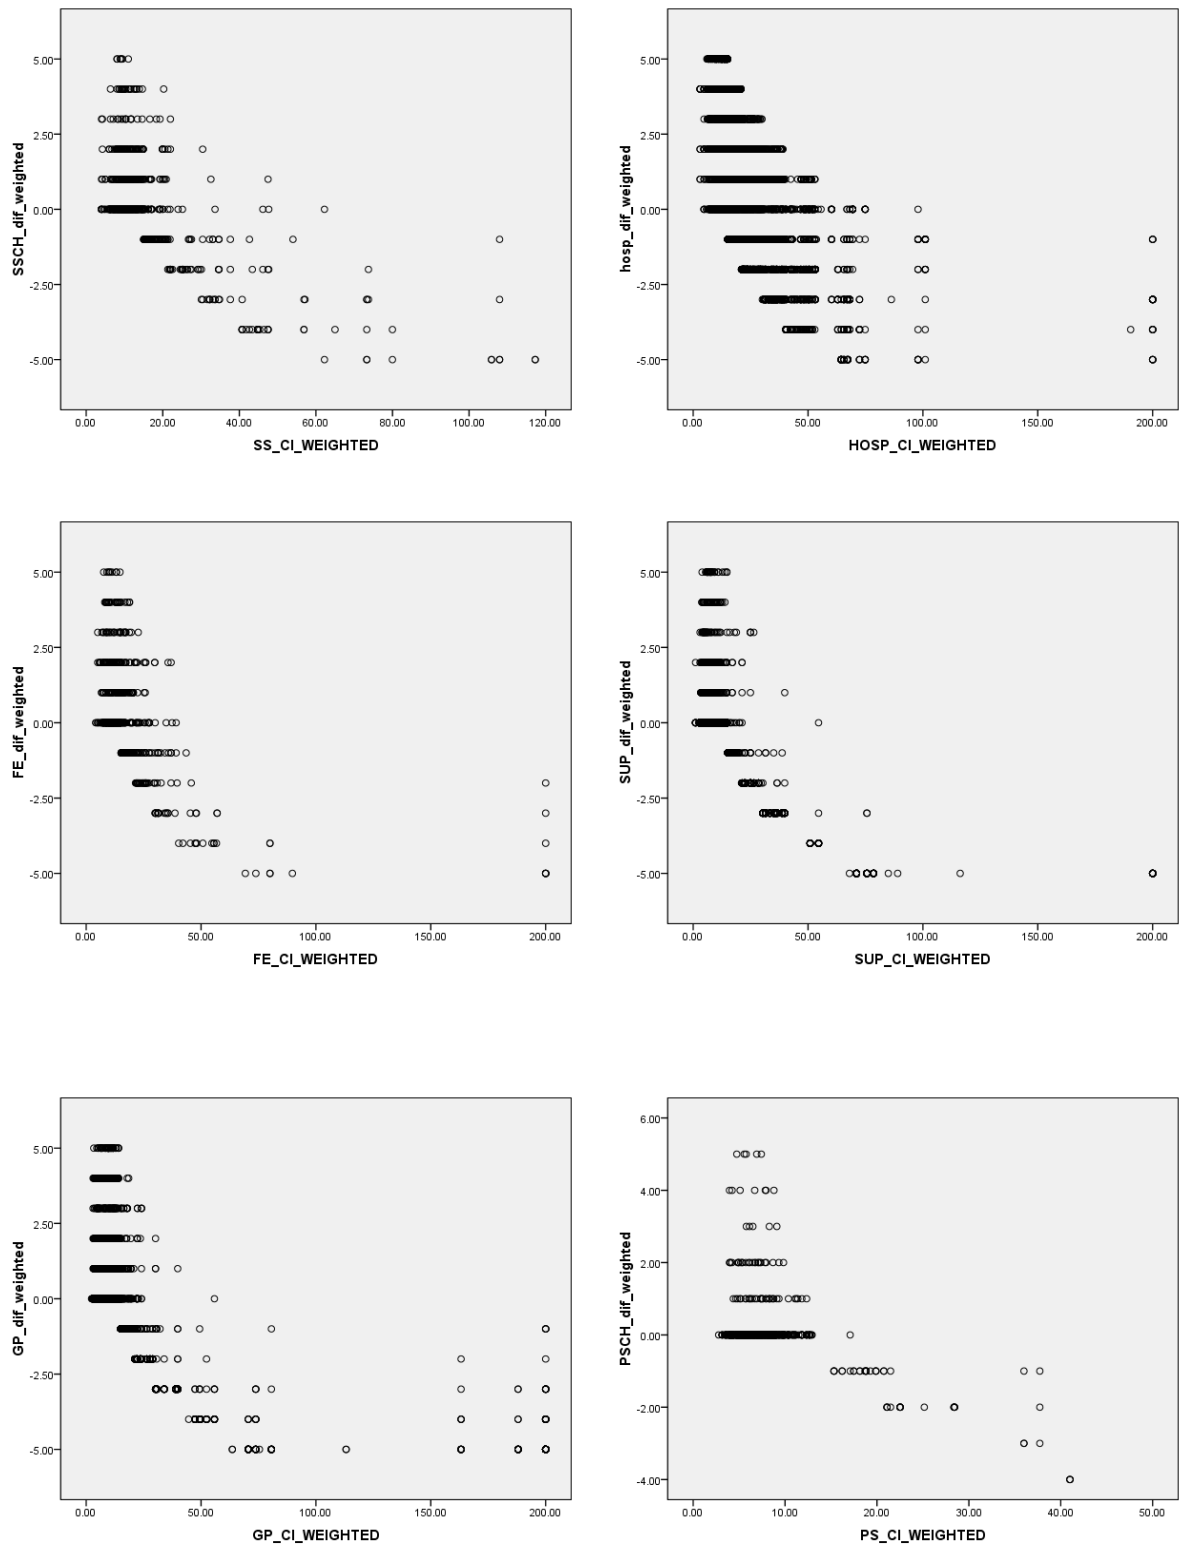 5.00
2.50
0.00
-2.50
-5.00
SSCH_dif_weighted
0.00 20.00 40.00 60.00 80.00 100.00 120.00
SS_CI_WEIGHTED
5.00
2.50
0.00
-2.50
-5.00
hosp_dif_weighted
0.00 50.00 100.00 150.00 200.00
HOSP_CI_WEIGHTED
5.00
2.50
0.00
-2.50
-5.00
FE_dif_weighted
0.00 50.00 100.00 150.00 200.00
FE_CI_WEIGHTED
5.00
2.50
0.00
-2.50
-5.00
SUP_dif_weighted
0.00 50.00 100.00 150.00 200.00
SUP_CI_WEIGHTED
5.00
2.50
0.00
-2.50
-5.00
GP_dif_weighted
0.00 50.00 100.00 150.00 200.00
GP_CI_WEIGHTED
6.00
4.00
2.00
0.00
-2.00
-4.00
PSCH_dif_weighted
0.00 10.00 20.00 30.00 40.00 50.00
PS_CI_WEIGHTED